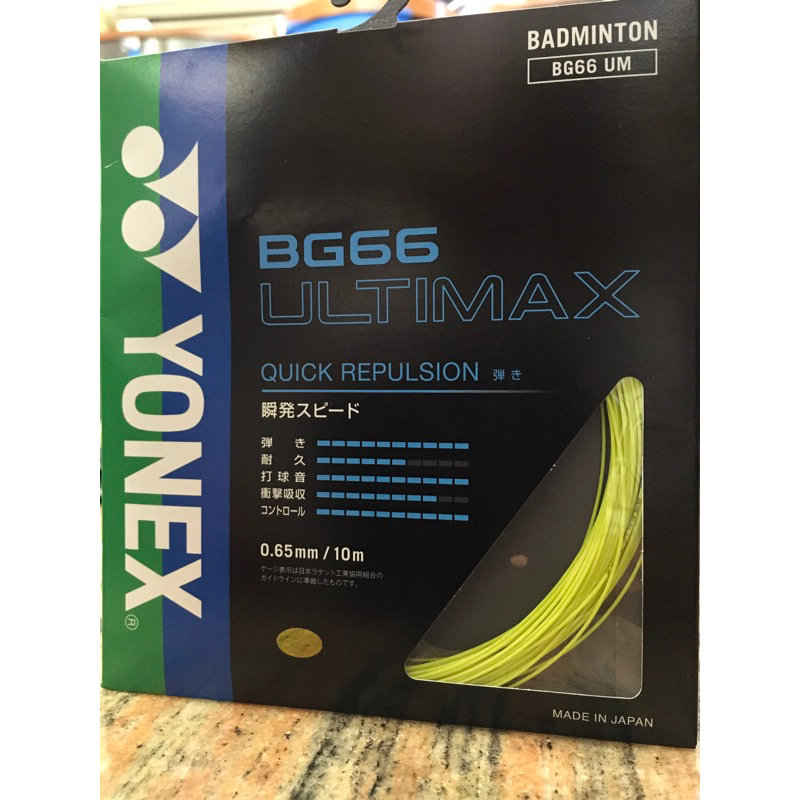 BADMINTON
BG66 UM
YONEX®
BG66
ULTIMAX
QUICK REPULSION 弾き
瞬発スピード
弾き
耐久
打球音
衝撃吸収
コントロール
0.65mm / 10m
ゲージ表示は日本ラケット工業協同組合の
ガイドラインに準拠したものです。
MADE IN JAPAN